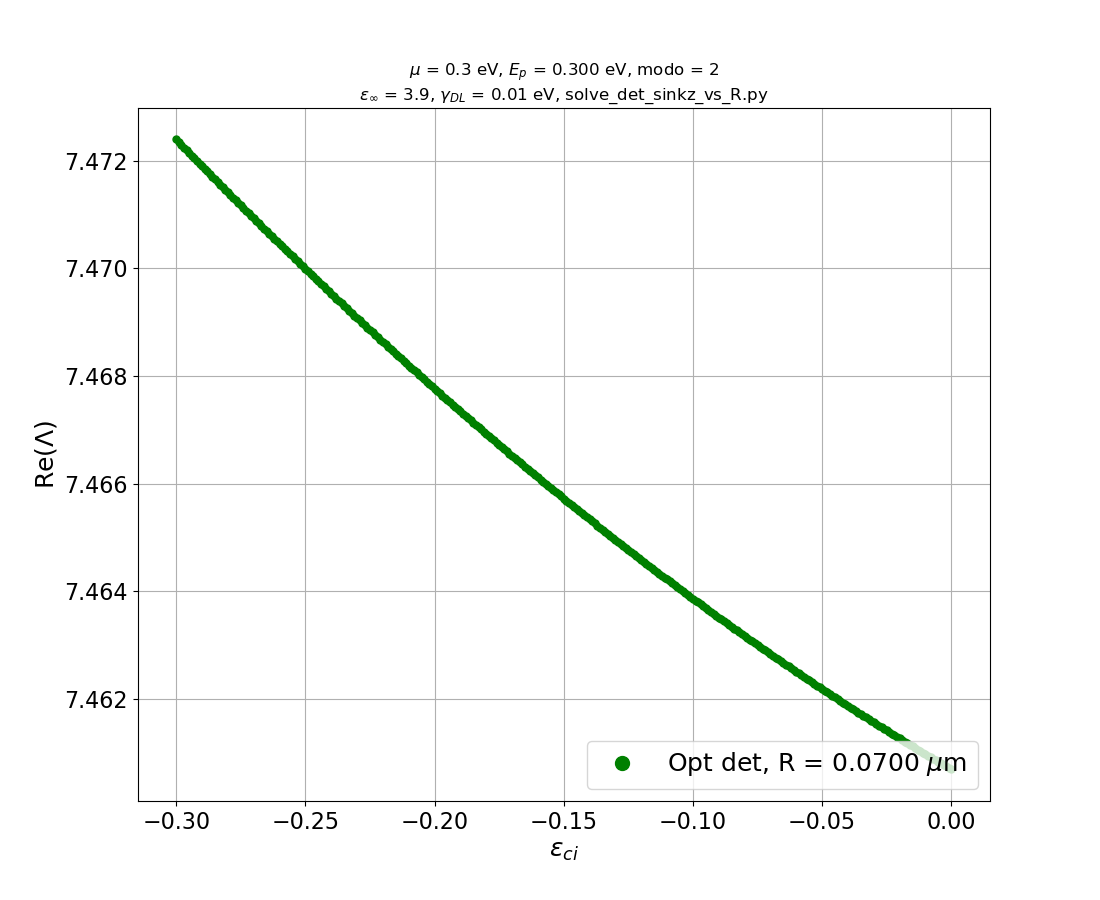 μ = 0.3 eV, E_p = 0.300 eV, modo = 2
ε_∞ = 3.9, γ_DL = 0.01 eV, solve_det_sinkz_vs_R.py
Re(Λ)
7.472
7.470
7.468
7.466
7.464
7.462
Opt det, R = 0.0700 μm
−0.30 −0.25 −0.20 −0.15 −0.10 −0.05 0.00
ε_ci